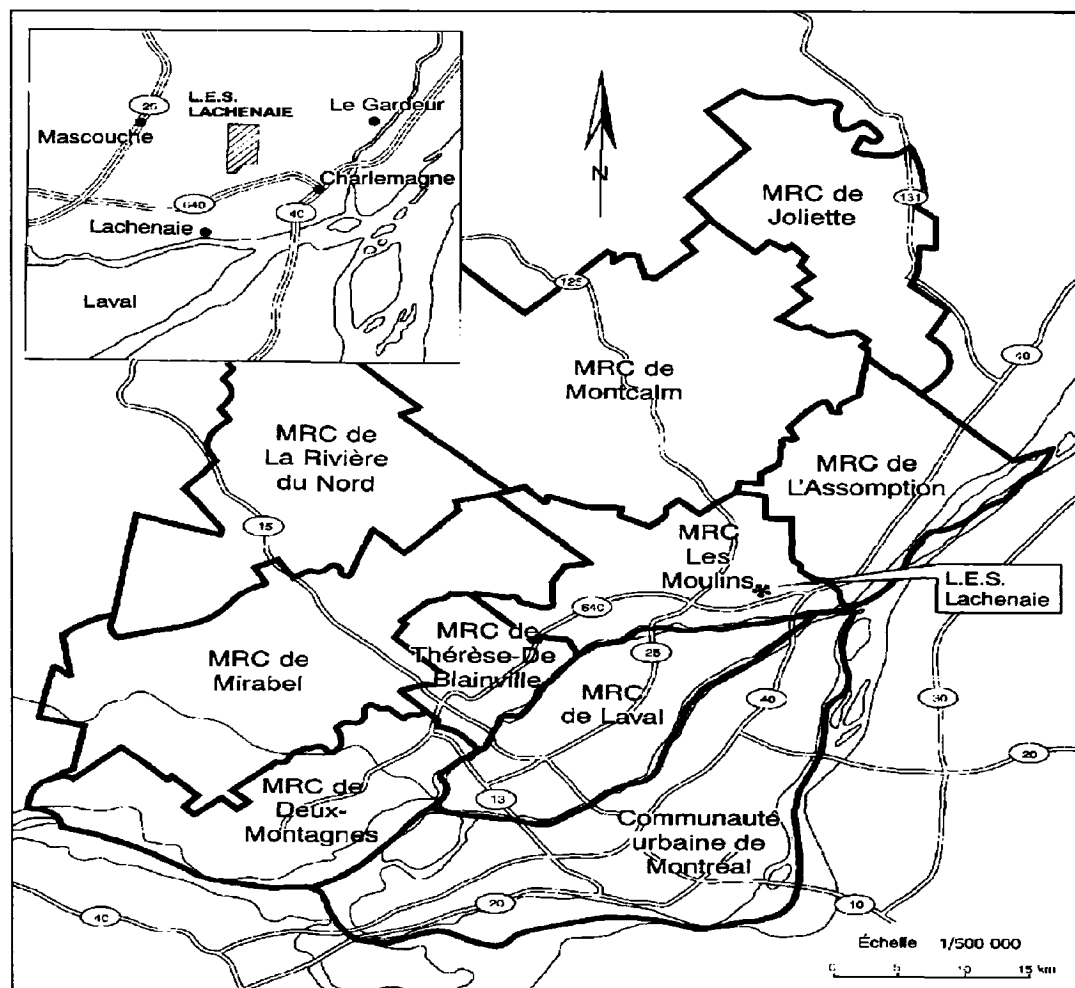 L.E.S.
LACHENAIE
25
Mascouche
Le Gardeur
Charlemagne
640
40
Lachenaie
Laval
N
MRC de
Joliette
131
125
40
MRC de
Montcalm
MRC de
La Rivière
du Nord
MRC de
L'Assomption
15
MRC
Les
Moulins
L.E.S.
Lachenaie
640
MRC de
Thérèse-De
Blainville
MRC de
Mirabel
25
MRC
de Laval
40
30
20
MRC de
Deux-
Montagnes
13
Communauté
urbaine de
Montréal
40
20
10
Échelle 1/500 000
0 5 10 15 km